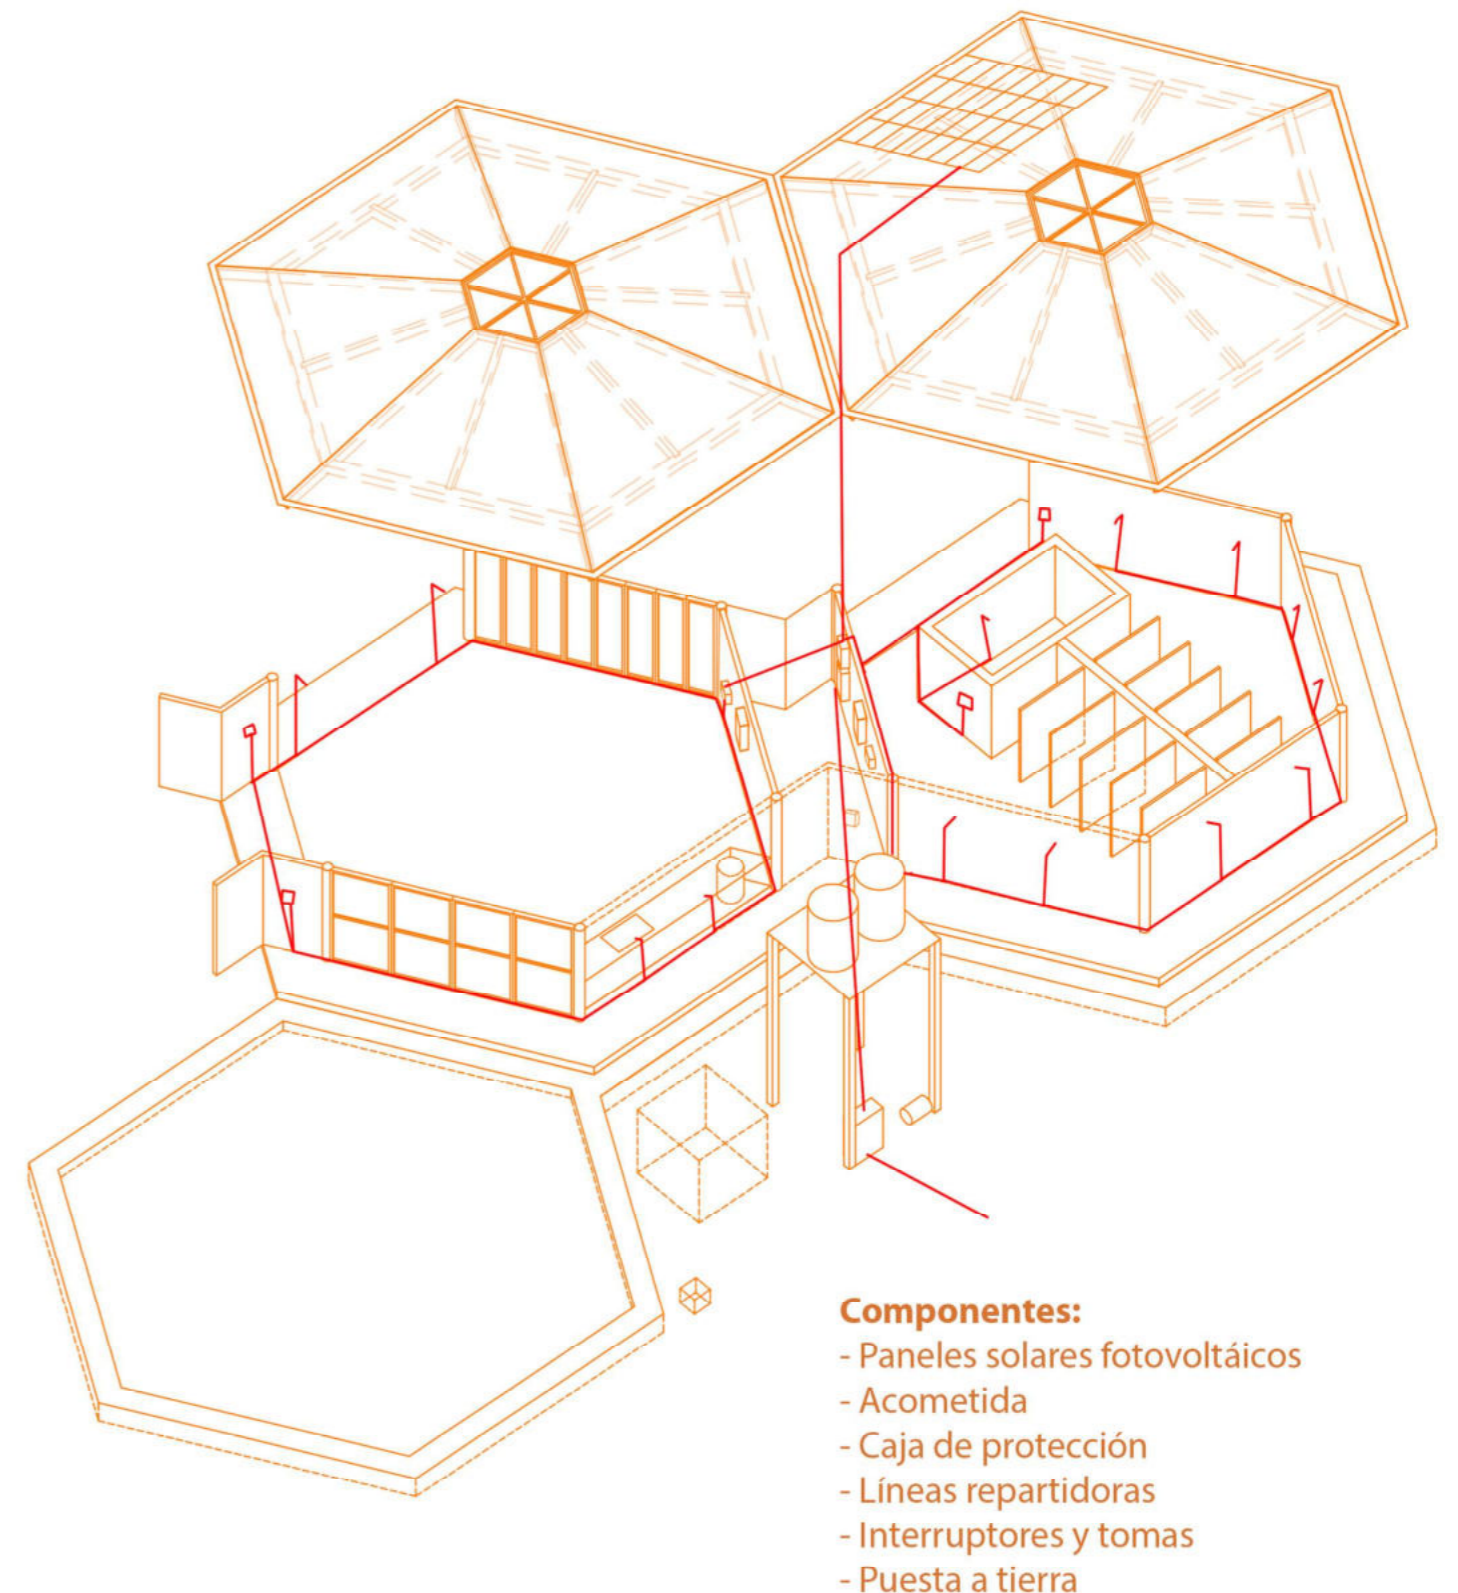 Componentes:
- Paneles solares fotovoltáicos
- Acometida
- Caja de protección
- Líneas repartidoras
- Interruptores y tomas
- Puesta a tierra